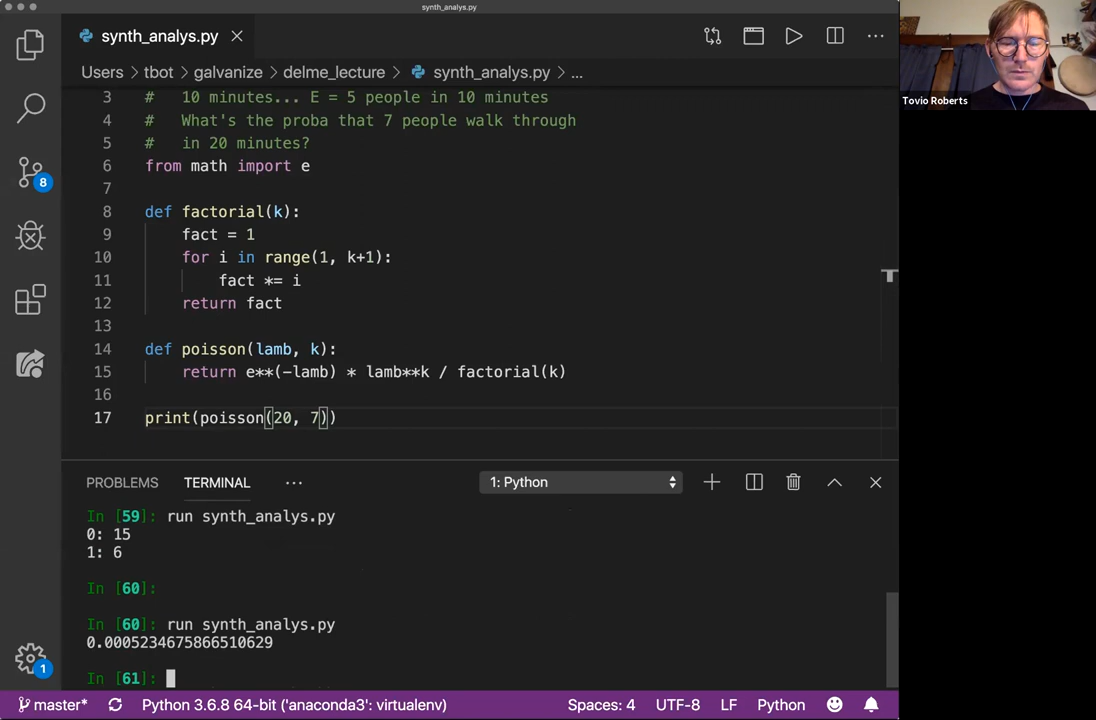 synth_analys.py
synth_analys.py
Users > tbot > galvanize > delme_lecture > synth_analys.py > ...
3 # 10 minutes... E = 5 people in 10 minutes
4 # What's the proba that 7 people walk through
5 # in 20 minutes?
6 from math import e
7
8 def factorial(k):
9 fact = 1
10 for i in range(1, k+1):
11 fact *= i
12 return fact
13
14 def poisson(lamb, k):
15 return e**(-lamb) * lamb**k / factorial(k)
16
17 print(poisson(20, 7))
PROBLEMS TERMINAL ... 1: Python
In [59]: run synth_analys.py
0: 15
1: 6
In [60]:
In [60]: run synth_analys.py
0.0005234675866510629
In [61]:
master* Python 3.6.8 64-bit ('anaconda3': virtualenv) Spaces: 4 UTF-8 LF Python
8
1
Tovio Roberts